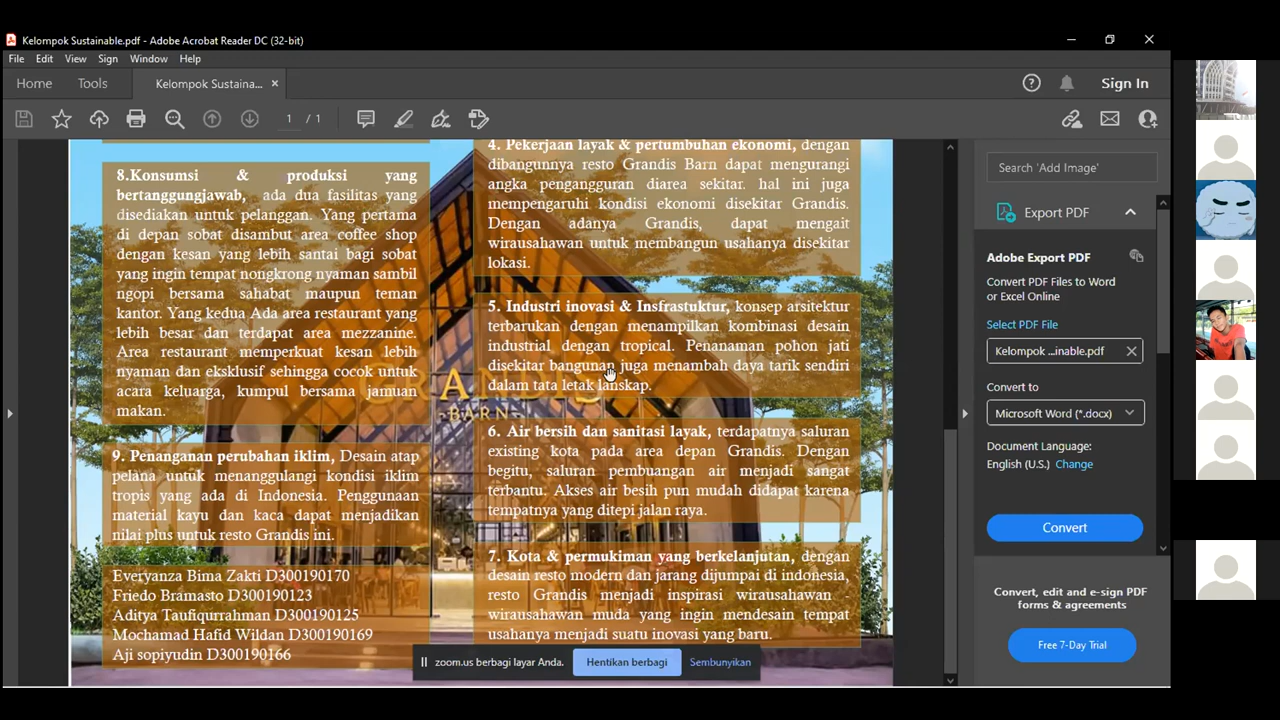 Kelompok Sustainable.pdf - Adobe Acrobat Reader DC (32-bit)
File Edit View Sign Window Help
Home Tools Kelompok Sustaina... ×
Sign In
1 / 1
8.Konsumsi & produksi yang
bertanggungjawab, ada dua fasilitas yang
disediakan untuk pelanggan. Yang pertama
di depan sobat disambut area coffee shop
dengan kesan yang lebih santai bagi sobat
yang ingin tempat nongkrong nyaman sambil
ngopi bersama sahabat maupun teman
kantor. Yang kedua Ada area restaurant yang
lebih besar dan terdapat area mezzanine.
Area restaurant memperkuat kesan lebih
nyaman dan eksklusif sehingga cocok untuk
acara keluarga, kumpul bersama jamuan
makan.
9. Penanganan perubahan iklim, Desain atap
pelana untuk menanggulangi kondisi iklim
tropis yang ada di Indonesia. Penggunaan
material kayu dan kaca dapat menjadikan
nilai plus untuk resto Grandis ini.
Everyanza Bima Zakti D300190170
Friedo Bramasto D300190123
Aditya Taufiqurrahman D300190125
Mochamad Hafid Wildan D300190169
Aji sopiyudin D300190166
4. Pekerjaan layak & pertumbuhan ekonomi, dengan
dibangunnya resto Grandis Barn dapat mengurangi
angka pengangguran diarea sekitar. hal ini juga
mempengaruhi kondisi ekonomi disekitar Grandis.
Dengan adanya Grandis, dapat mengait
wirausahawan untuk membangun usahanya disekitar
lokasi.
5. Industri inovasi & Insfrastuktur, konsep arsitektur
terbarukan dengan menampilkan kombinasi desain
industrial dengan tropical. Penanaman pohon jati
disekitar bangunan juga menambah daya tarik sendiri
dalam tata letak lanskap.
6. Air bersih dan sanitasi layak, terdapatnya saluran
existing kota pada area depan Grandis. Dengan
begitu, saluran pembuangan air menjadi sangat
terbantu. Akses air besih pun mudah didapat karena
tempatnya yang ditepi jalan raya.
7. Kota & permukiman yang berkelanjutan, dengan
desain resto modern dan jarang dijumpai di indonesia,
resto Grandis menjadi inspirasi wirausahawan -
wirausahawan muda yang ingin mendesain tempat
usahanya menjadi suatu inovasi yang baru.
GRANDIS
-BARN-
zoom.us berbagi layar Anda. Hentikan berbagi Sembunyikan
Search 'Add Image'
Export PDF
Adobe Export PDF
Convert PDF Files to Word
or Excel Online
Select PDF File
Kelompok ...inable.pdf
Convert to
Microsoft Word (*.docx)
Document Language:
English (U.S.) Change
Convert
Convert, edit and e-sign PDF
forms & agreements
Free 7-Day Trial